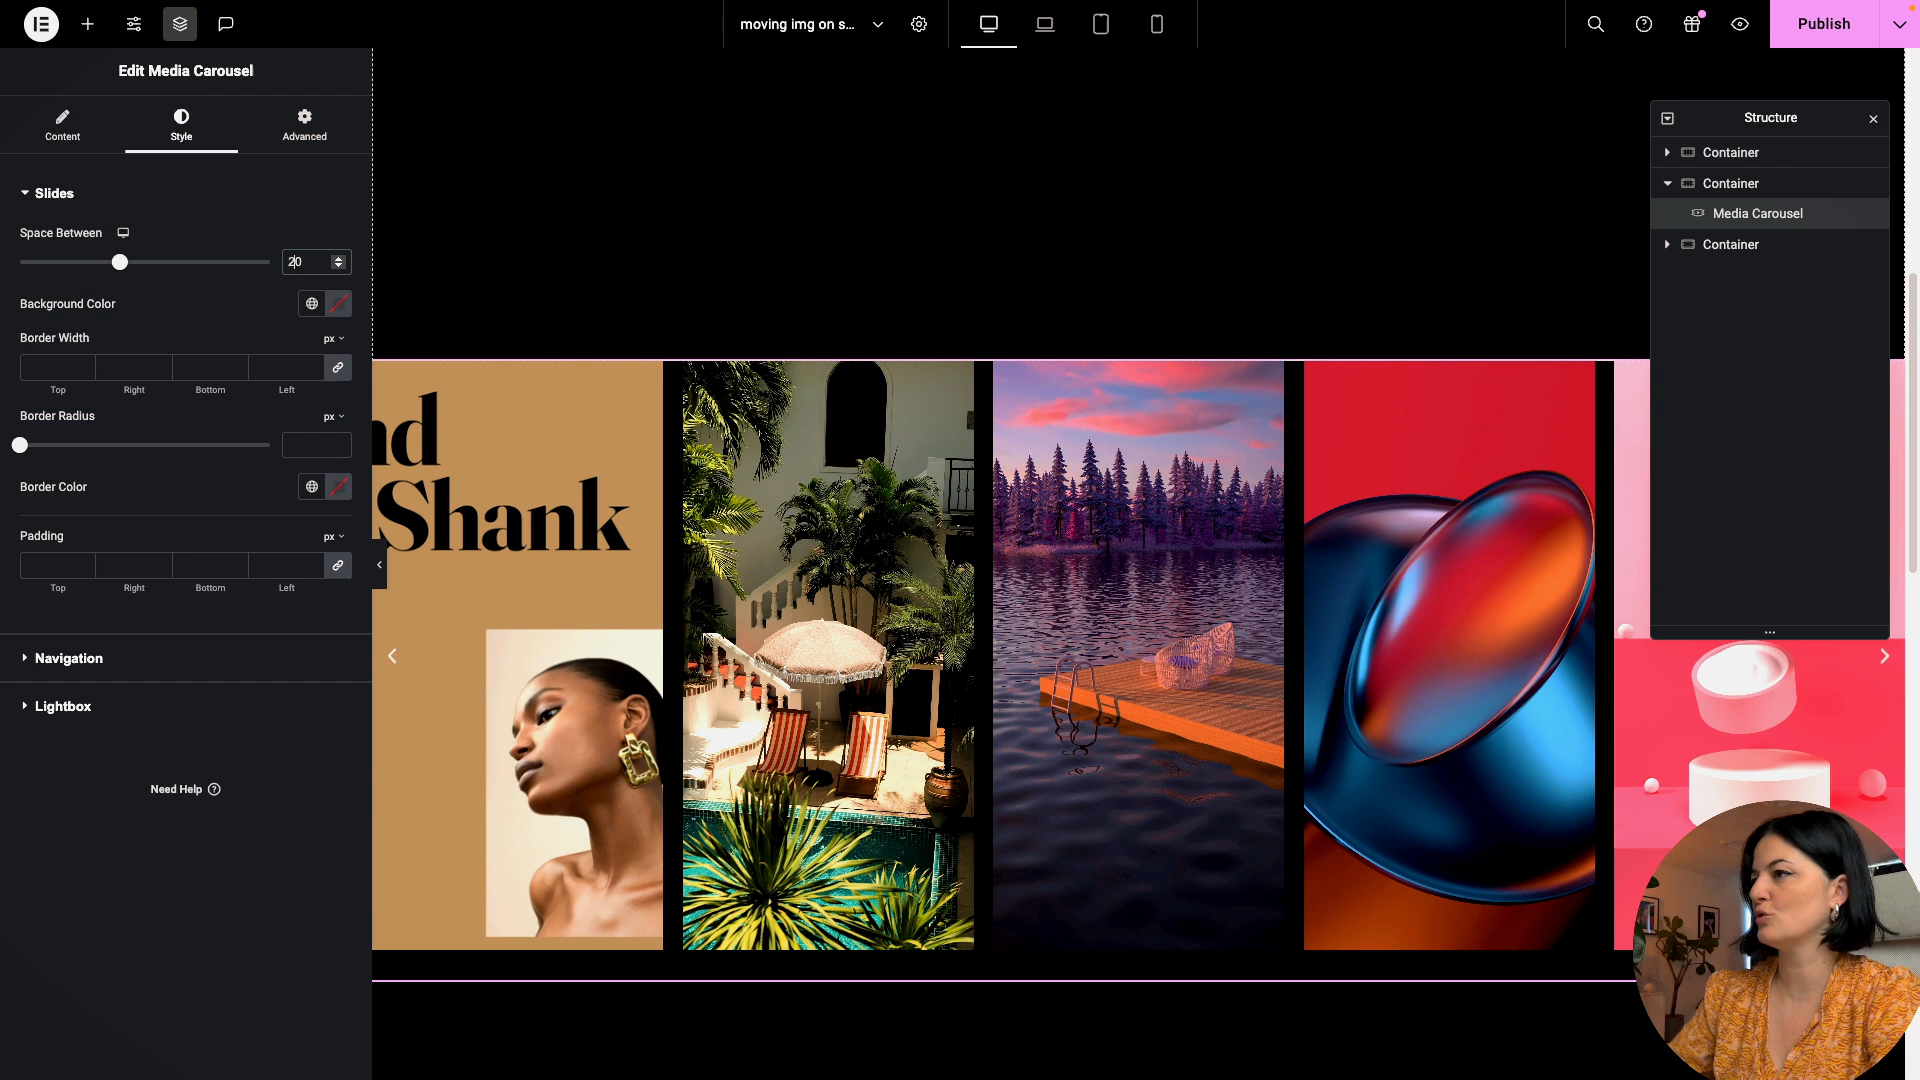 moving img on s...
Publish
Edit Media Carousel
Content
Style
Advanced
Slides
Space Between
20
Background Color
Border Width
px
Top
Right
Bottom
Left
Border Radius
px
Border Color
Padding
px
Top
Right
Bottom
Left
Navigation
Lightbox
Need Help
nd
Shank
Structure
Container
Container
Media Carousel
Container